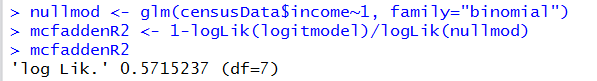 > nullmod <- glm(censusData$income~1, family="binomial")
> mcfaddenR2 <- 1-logLik(logitmodel)/logLik(nullmod)
> mcfaddenR2
'log Lik.' 0.5715237 (df=7)